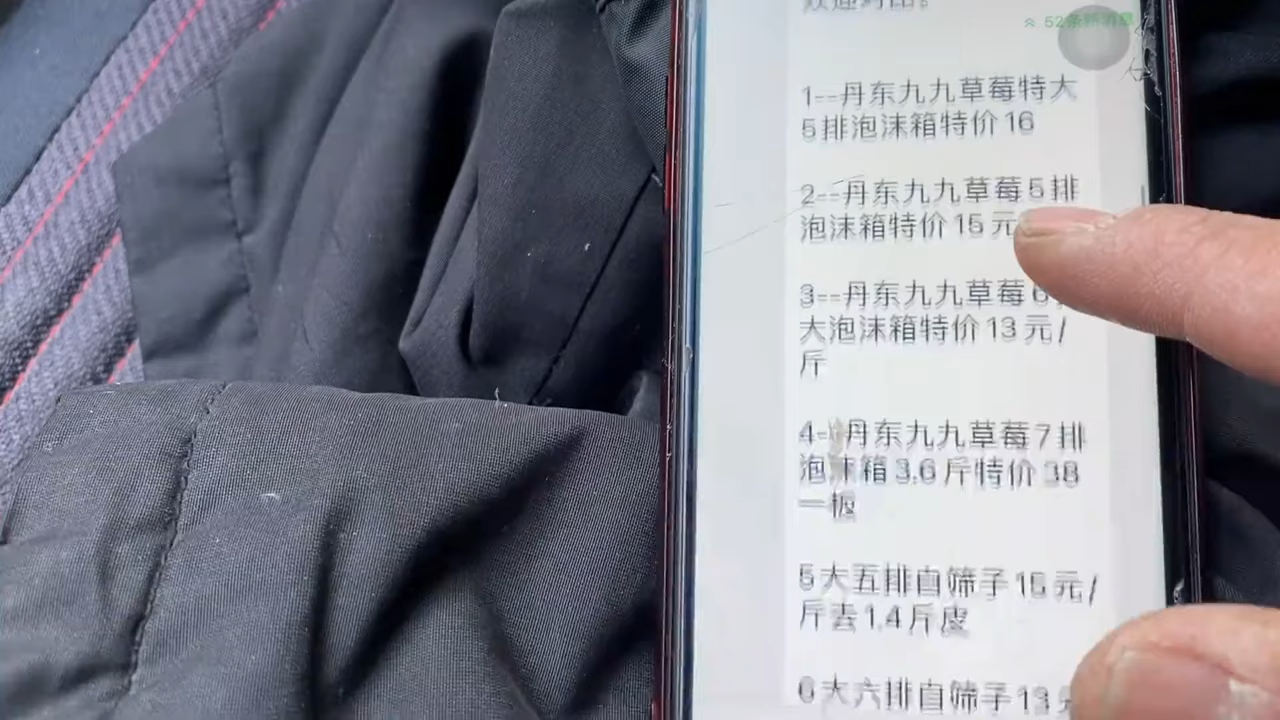 52条新消息
1--丹东九九草莓特大
5排泡沫箱特价16
2--丹东九九草莓5排
泡沫箱特价15元
3--丹东九九草莓6
大泡沫箱特价13元/
斤
4--丹东九九草莓7排
泡沫箱3.6斤特价38
一板
5大五排白筛子15元/
斤去1.4斤皮
6大六排白筛子13元